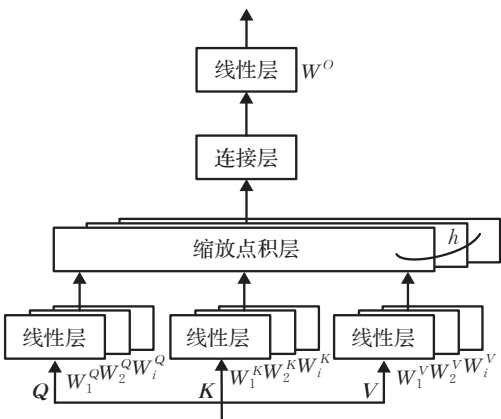 线性层 W^O
连接层
缩放点积层 h
线性层 线性层 线性层
W_1^Q W_2^Q W_i^Q W_1^K W_2^K W_i^K W_1^V W_2^V W_i^V
Q K V